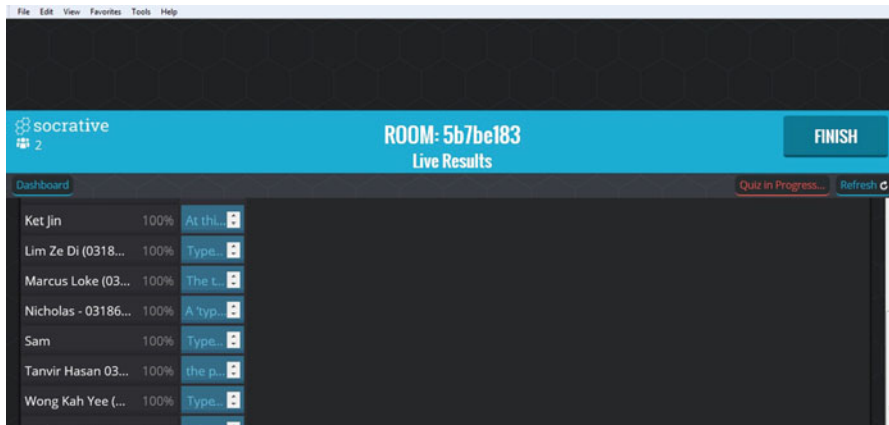 File Edit View Favorites Tools Help
socrative
2
ROOM: 5b7be183
Live Results
FINISH
Dashboard
Quiz in Progress...
Refresh
Ket Jin 100% At thi...
Lim Ze Di (0318... 100% Type...
Marcus Loke (03... 100% The t...
Nicholas - 03186... 100% A 'typ...
Sam 100% Type...
Tanvir Hasan 03... 100% the p...
Wong Kah Yee (... 100% Type...